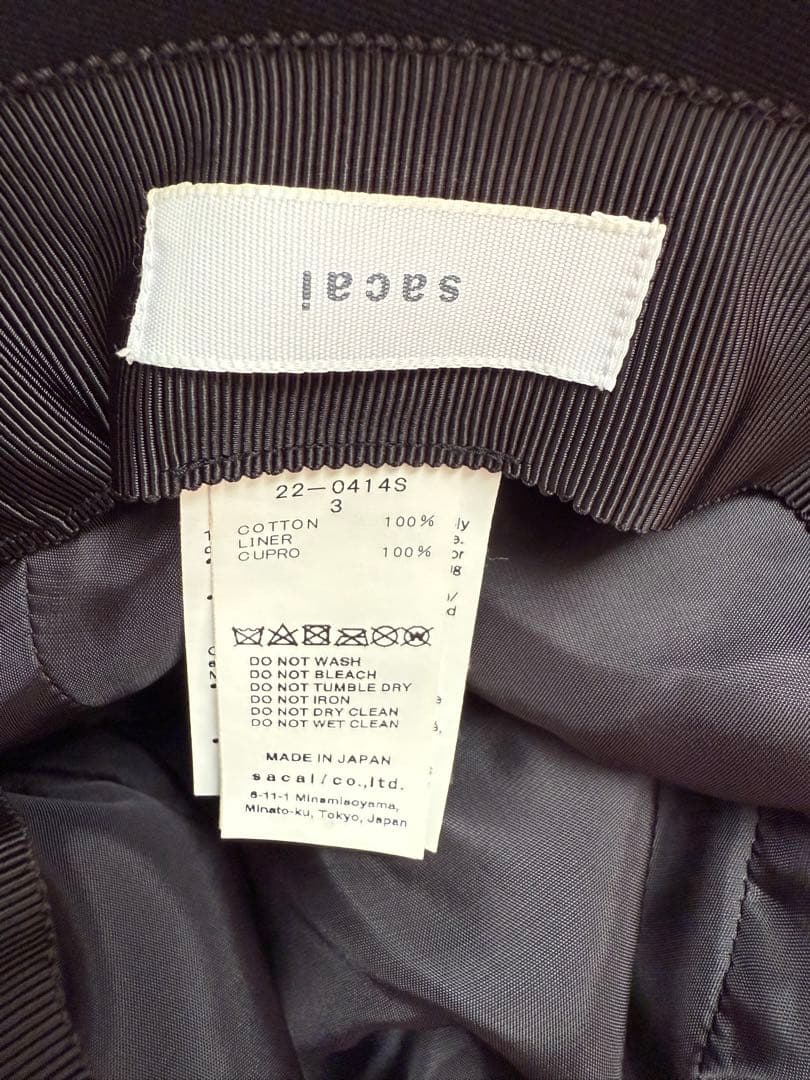 sacai
22-0414S
3
COTTON 100%
LINER
CUPRO 100%
DO NOT WASH
DO NOT BLEACH
DO NOT TUMBLE DRY
DO NOT IRON
DO NOT DRY CLEAN
DO NOT WET CLEAN
MADE IN JAPAN
sacai/co.,ltd.
6-11-1 Minamiaoyama,
Minato-ku, Tokyo, Japan